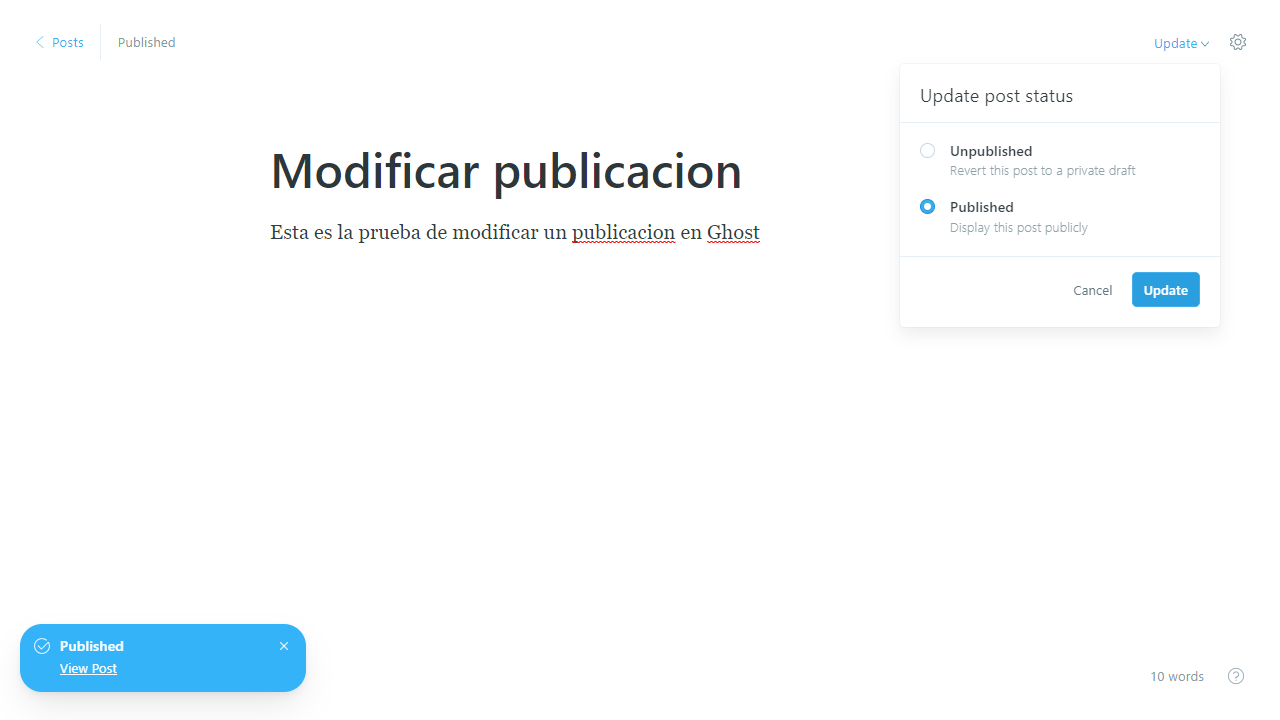 Posts
Published
Update
Update post status
Unpublished
Revert this post to a private draft
Published
Display this post publicly
Cancel
Update
Modificar publicacion
Esta es la prueba de modificar un publicacion en Ghost
Published
View Post
10 words
?